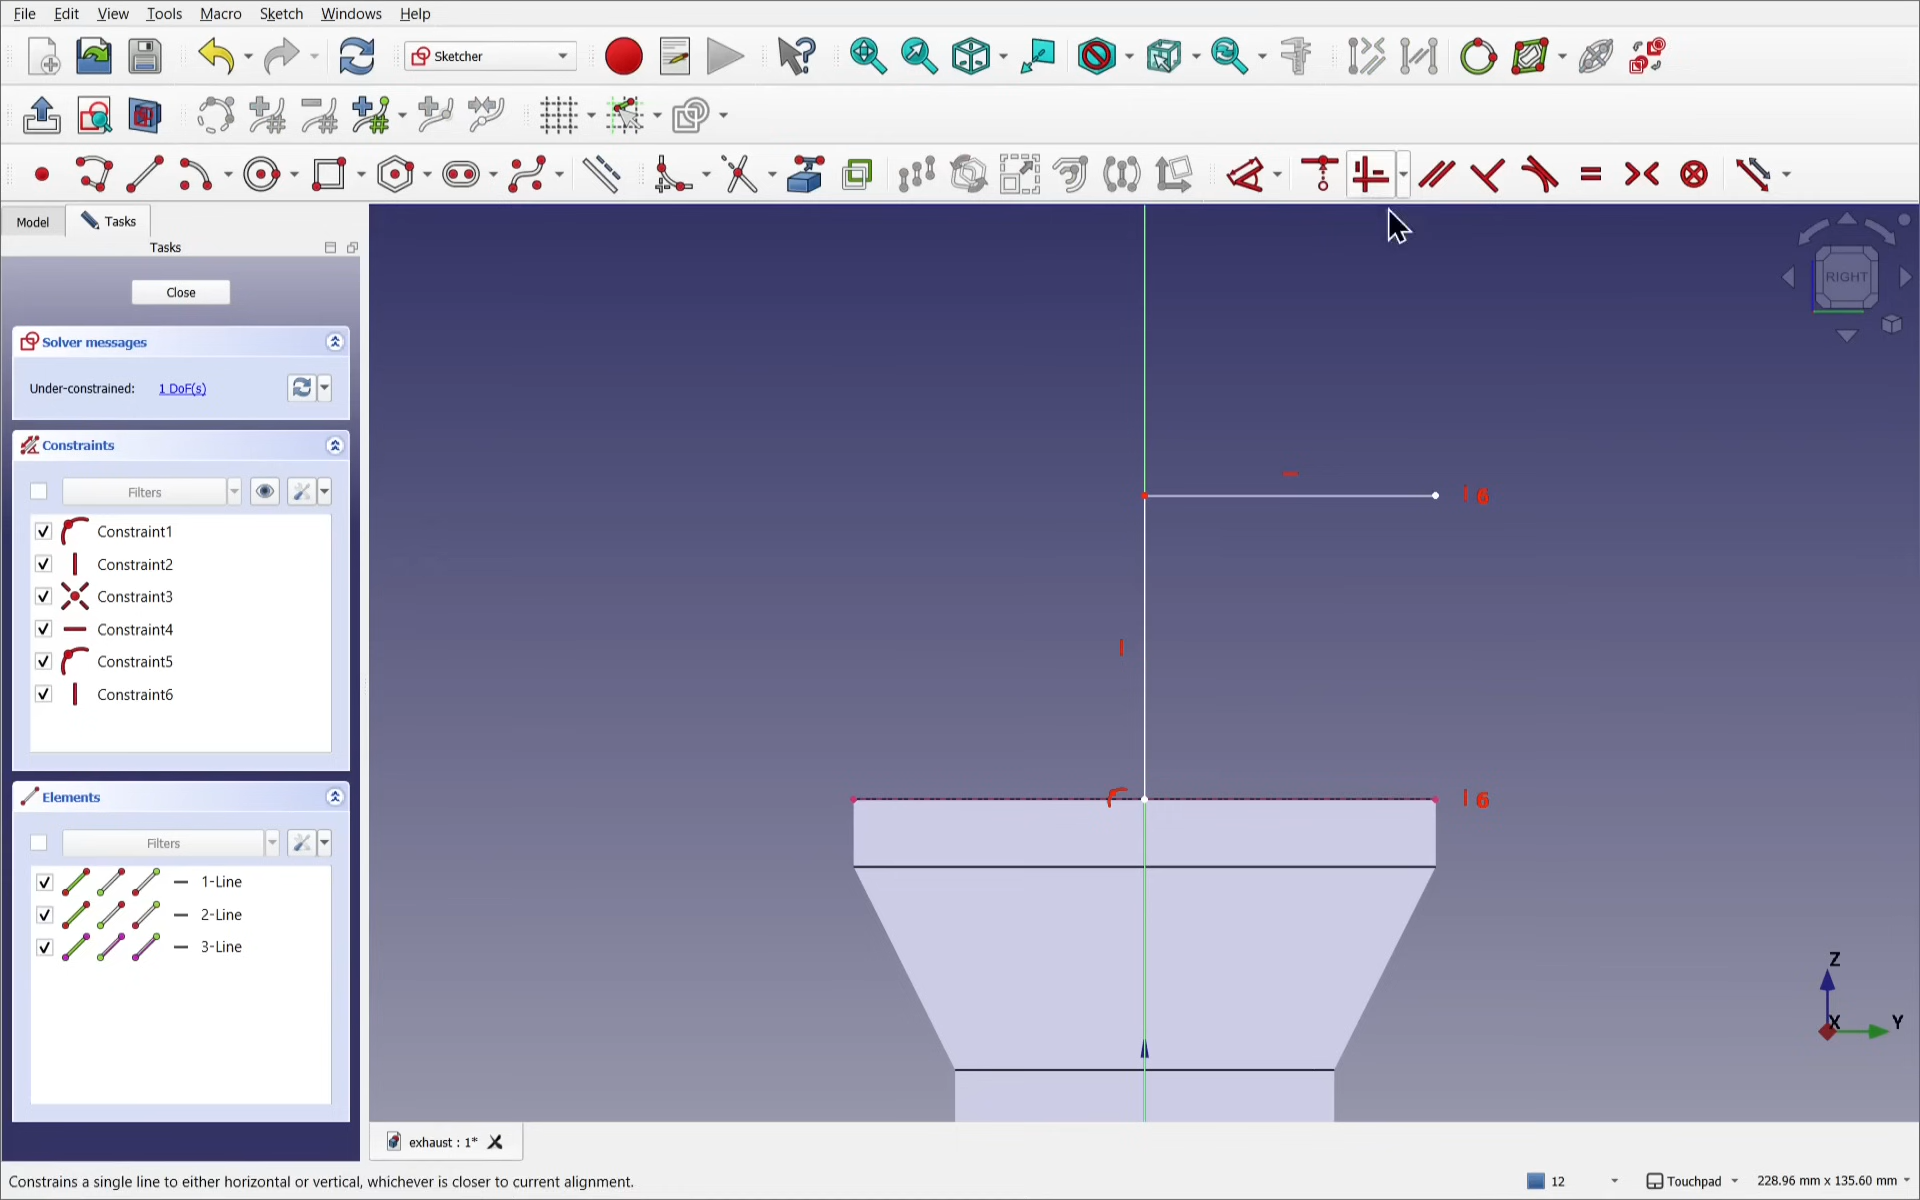 File Edit View Tools Macro Sketch Windows Help
Sketcher
Model Tasks
Tasks
Close
Solver messages
Under-constrained: 1 DoF(s)
Constraints
Filters
Constraint1
Constraint2
Constraint3
Constraint4
Constraint5
Constraint6
Elements
Filters
1-Line
2-Line
3-Line
RIGHT
6
6
Z
X Y
exhaust : 1*
Constrains a single line to either horizontal or vertical, whichever is closer to current alignment.
12 Touchpad 228.96 mm x 135.60 mm